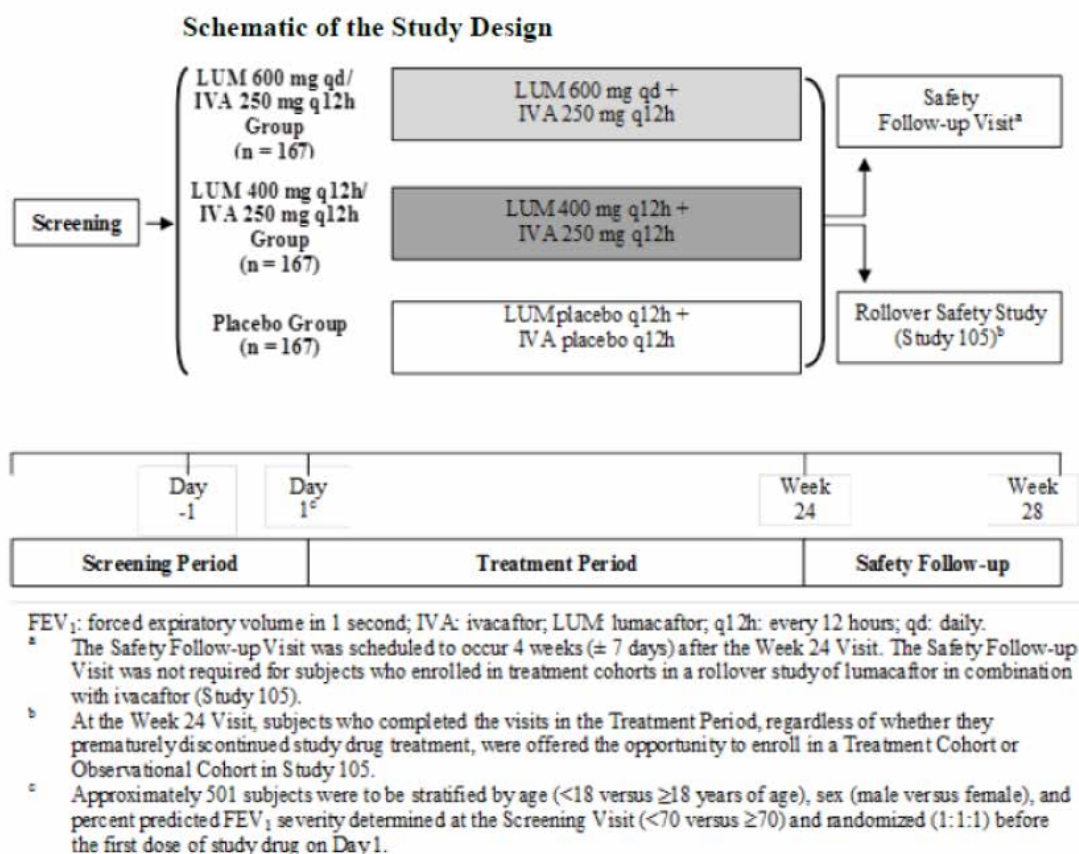 Schematic of the Study Design
LUM 600 mg qd/
IVA 250 mg q12h
Group
(n = 167)
LUM 600 mg qd +
IVA 250 mg q12h
Safety
Follow-up Visitᵃ
Screening
LUM 400 mg q12h/
IVA 250 mg q12h
Group
(n = 167)
LUM 400 mg q12h +
IVA 250 mg q12h
Placebo Group
(n = 167)
LUM placebo q12h +
IVA placebo q12h
Rollover Safety Study
(Study 105)ᵇ
Day
-1
Day
1ᶜ
Week
24
Week
28
Screening Period
Treatment Period
Safety Follow-up
FEV₁: forced expiratory volume in 1 second; IVA: ivacaftor; LUM: lumacaftor; q12h: every 12 hours; qd: daily.
ᵃ The Safety Follow-up Visit was scheduled to occur 4 weeks (± 7 days) after the Week 24 Visit. The Safety Follow-up
Visit was not required for subjects who enrolled in treatment cohorts in a rollover study of lumacaftor in combination
with ivacaftor (Study 105).
ᵇ At the Week 24 Visit, subjects who completed the visits in the Treatment Period, regardless of whether they
prematurely discontinued study drug treatment, were offered the opportunity to enroll in a Treatment Cohort or
Observational Cohort in Study 105.
ᶜ Approximately 501 subjects were to be stratified by age (<18 versus ≥18 years of age), sex (male versus female), and
percent predicted FEV₁ severity determined at the Screening Visit (<70 versus ≥70) and randomized (1:1:1) before
the first dose of study drug on Day 1.